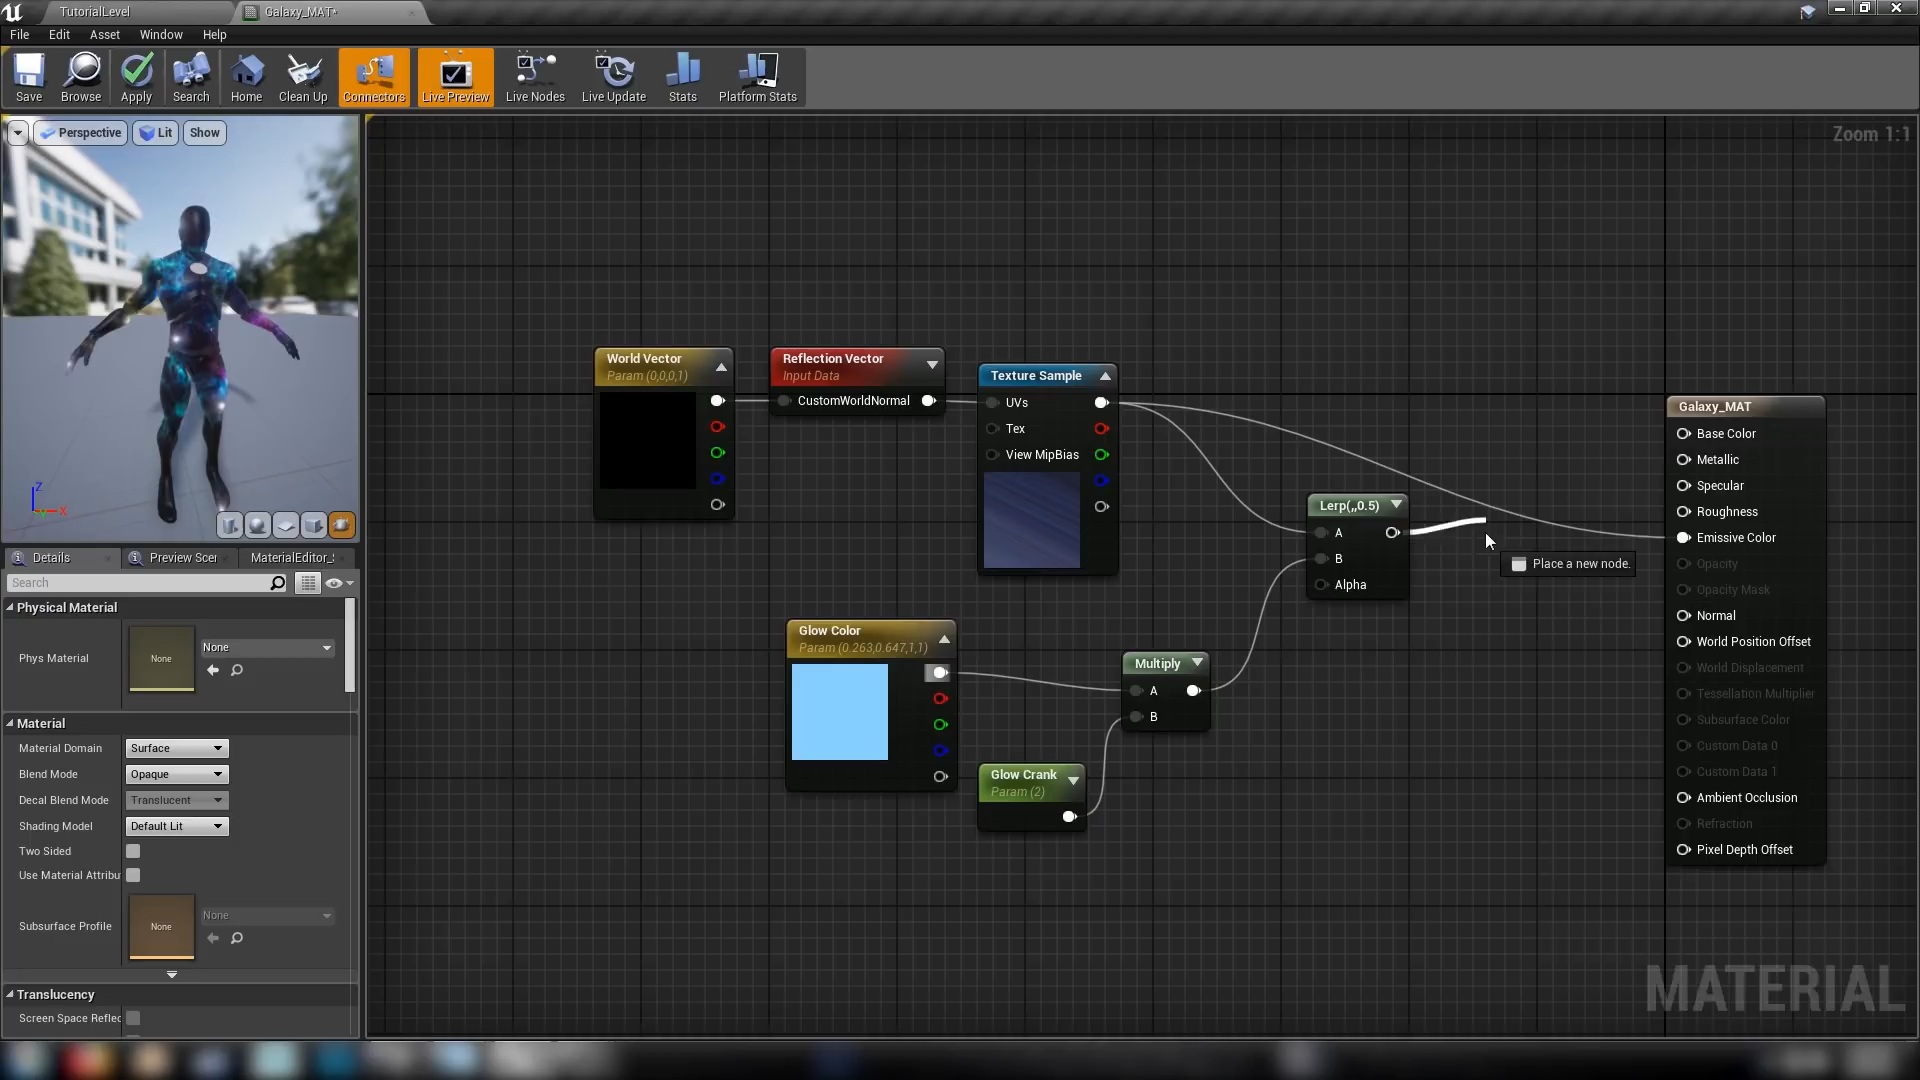 TutorialLevel
Galaxy_MAT*
File Edit Asset Window Help
Save
Browse
Apply
Search
Home
Clean Up
Connectors
Live Preview
Live Nodes
Live Update
Stats
Platform Stats
Perspective
Lit
Show
Zoom 1:1
Z
X
World Vector
Param (0,0,0,1)
Reflection Vector
Input Data
CustomWorldNormal
Texture Sample
UVs
Tex
View MipBias
Lerp(,,0.5)
A
B
Alpha
Place a new node.
Glow Color
Param (0.263,0.647,1,1)
Multiply
A
B
Glow Crank
Param (2)
Galaxy_MAT
Base Color
Metallic
Specular
Roughness
Emissive Color
Opacity
Opacity Mask
Normal
World Position Offset
World Displacement
Tessellation Multiplier
Subsurface Color
Custom Data 0
Custom Data 1
Ambient Occlusion
Refraction
Pixel Depth Offset
MATERIAL
Details
Preview Scer
MaterialEditor_
Search
Physical Material
Phys Material
None
None
Material
Material Domain
Surface
Blend Mode
Opaque
Decal Blend Mode
Translucent
Shading Model
Default Lit
Two Sided
Use Material Attribu
Subsurface Profile
None
None
Translucency
Screen Space Reflec